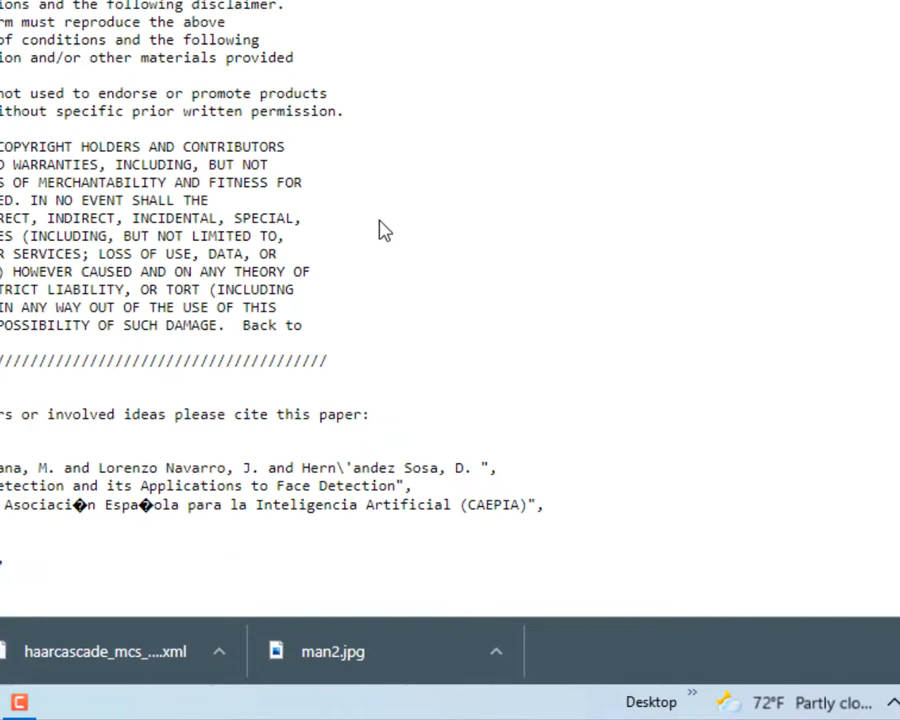 ions and the following disclaimer.
rm must reproduce the above
of conditions and the following
ion and/or other materials provided
not used to endorse or promote products
ithout specific prior written permission.
COPYRIGHT HOLDERS AND CONTRIBUTORS
D WARRANTIES, INCLUDING, BUT NOT
S OF MERCHANTABILITY AND FITNESS FOR
ED. IN NO EVENT SHALL THE
RECT, INDIRECT, INCIDENTAL, SPECIAL,
ES (INCLUDING, BUT NOT LIMITED TO,
R SERVICES; LOSS OF USE, DATA, OR
) HOWEVER CAUSED AND ON ANY THEORY OF
TRICT LIABILITY, OR TORT (INCLUDING
IN ANY WAY OUT OF THE USE OF THIS
POSSIBILITY OF SUCH DAMAGE.  Back to
///////////////////////////////////////
rs or involved ideas please cite this paper:
ana, M. and Lorenzo Navarro, J. and Hern\'andez Sosa, D. ",
etection and its Applications to Face Detection",
Asociaci�n Espa�ola para la Inteligencia Artificial (CAEPIA)",
haarcascade_mcs_....xml
man2.jpg
Desktop
72°F Partly clo...